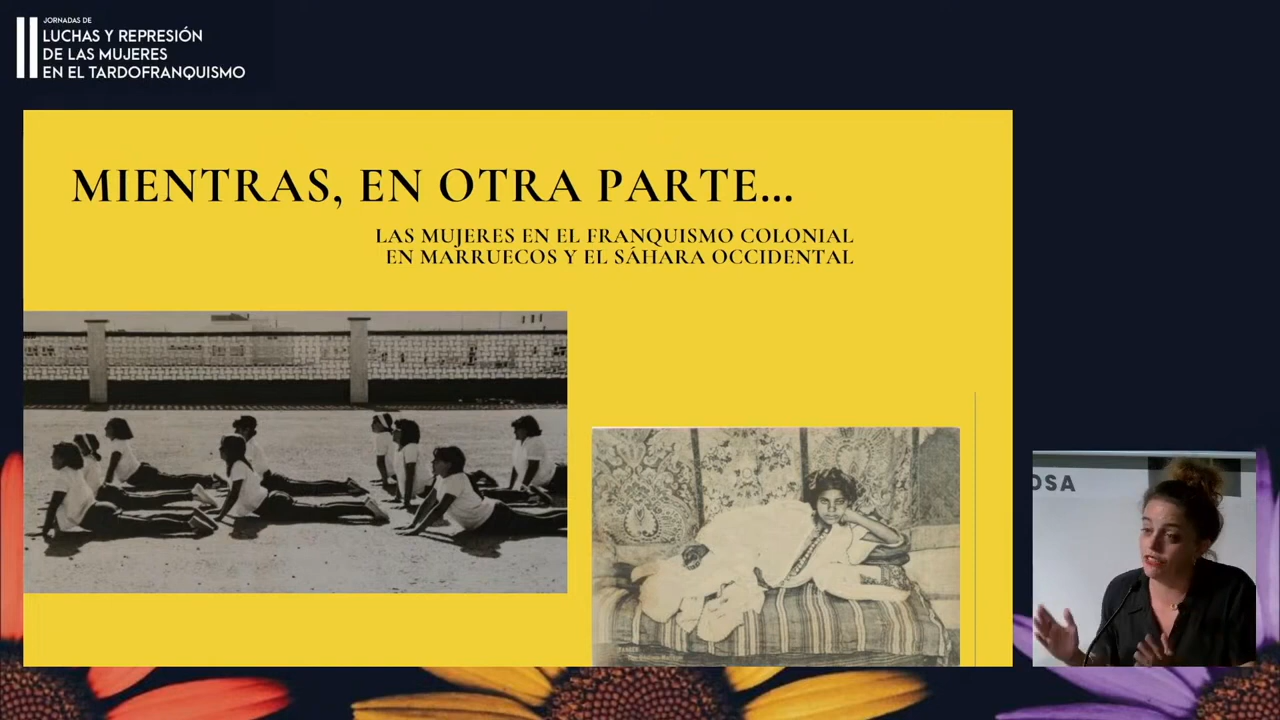 JORNADAS DE
LUCHAS Y REPRESIÓN
DE LAS MUJERES
EN EL TARDOFRANQUISMO
MIENTRAS, EN OTRA PARTE...
LAS MUJERES EN EL FRANQUISMO COLONIAL
EN MARRUECOS Y EL SÁHARA OCCIDENTAL
OSA